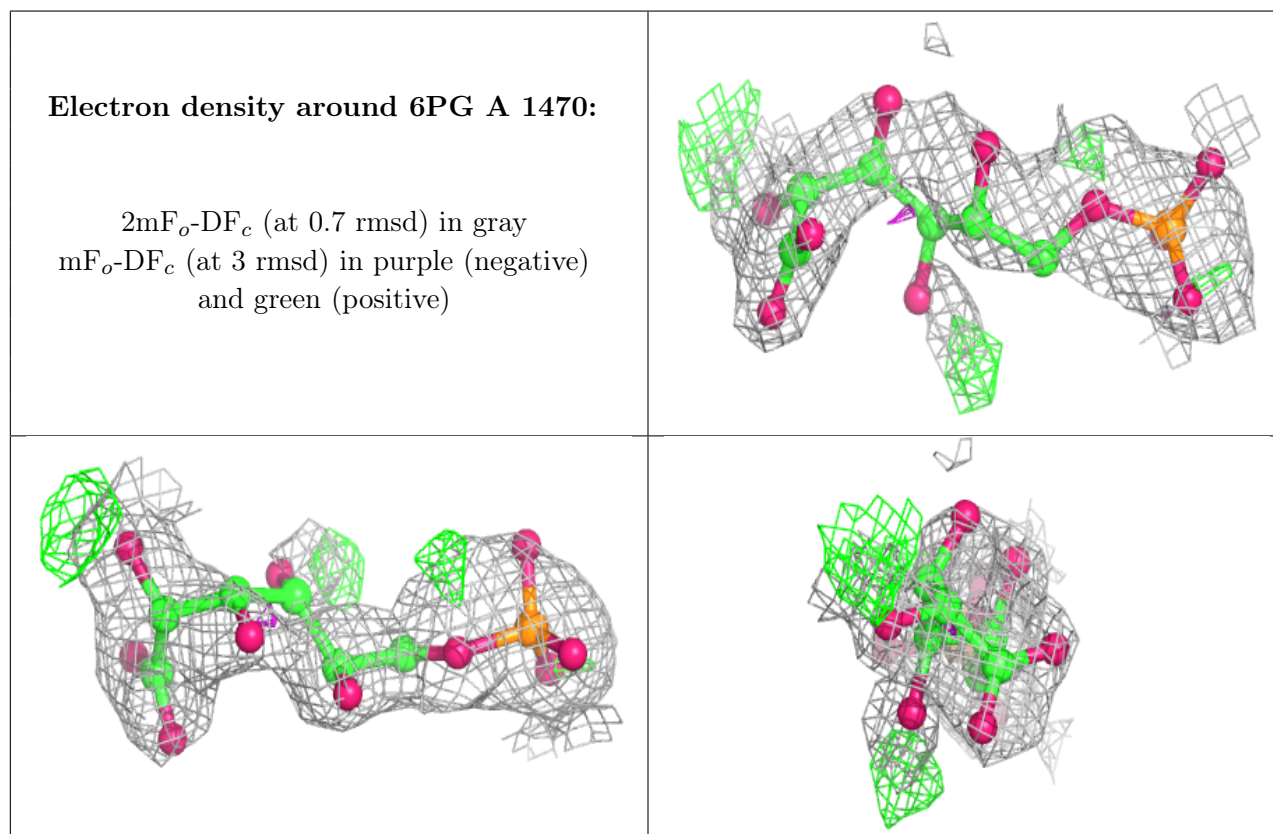 Electron density around 6PG A 1470:
2mFo-DFc (at 0.7 rmsd) in gray
mFo-DFc (at 3 rmsd) in purple (negative)
and green (positive)